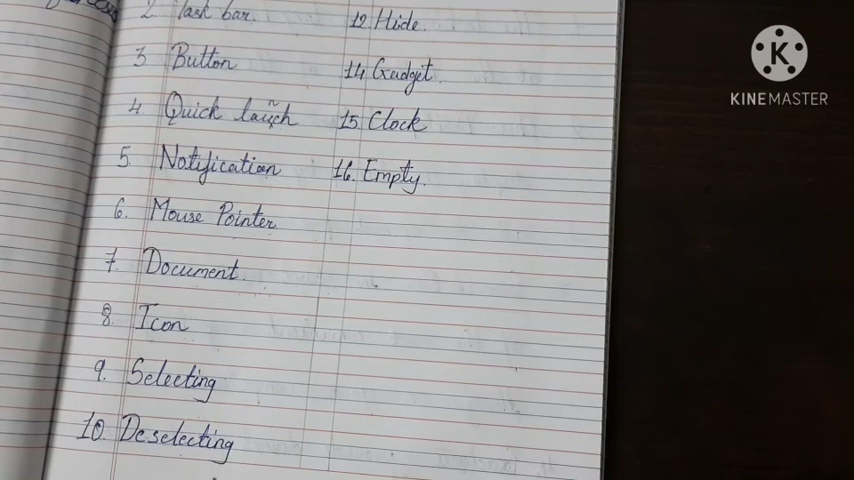 2 Task bar
3 Button
4. Quick lauch
5. Notification
6. Mouse Pointer
7. Document
8. Icon
9. Selecting
10. Deselecting
12. Hide.
14. Gadget.
15. Clock
16. Empty.
K
KINEMASTER